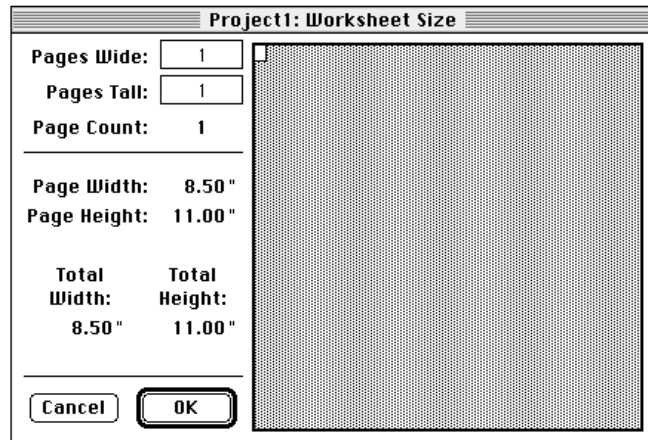 Project1: Worksheet Size
Pages Wide: 1
Pages Tall: 1
Page Count: 1
Page Width: 8.50"
Page Height: 11.00"
Total Total
Width: Height:
8.50" 11.00"
Cancel OK